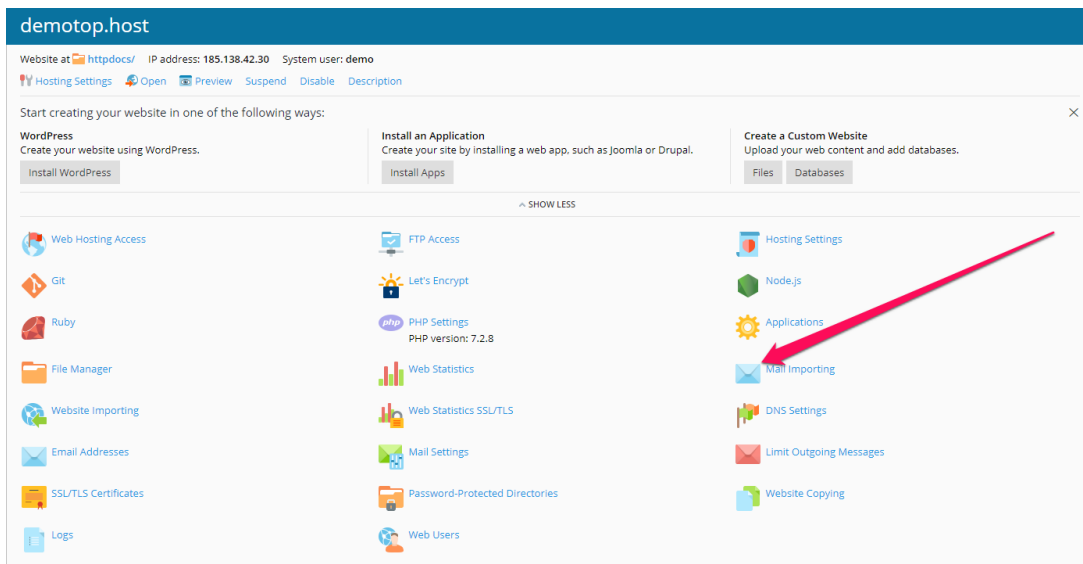 demotop.host
Website at httpdocs/ IP address: 185.138.42.30 System user: demo
Hosting Settings Open Preview Suspend Disable Description
Start creating your website in one of the following ways:
WordPress Install an Application Create a Custom Website
Create your website using WordPress. Create your site by installing a web app, such as Joomla or Drupal. Upload your web content and add databases.
Install WordPress Install Apps Files Databases
SHOW LESS
Web Hosting Access FTP Access Hosting Settings
Git Let's Encrypt Node.js
Ruby php PHP Settings Applications
PHP version: 7.2.8
File Manager Web Statistics Mail Importing
Website Importing Web Statistics SSL/TLS DNS Settings
Email Addresses Mail Settings Limit Outgoing Messages
SSL/TLS Certificates Password-Protected Directories Website Copying
Logs Web Users